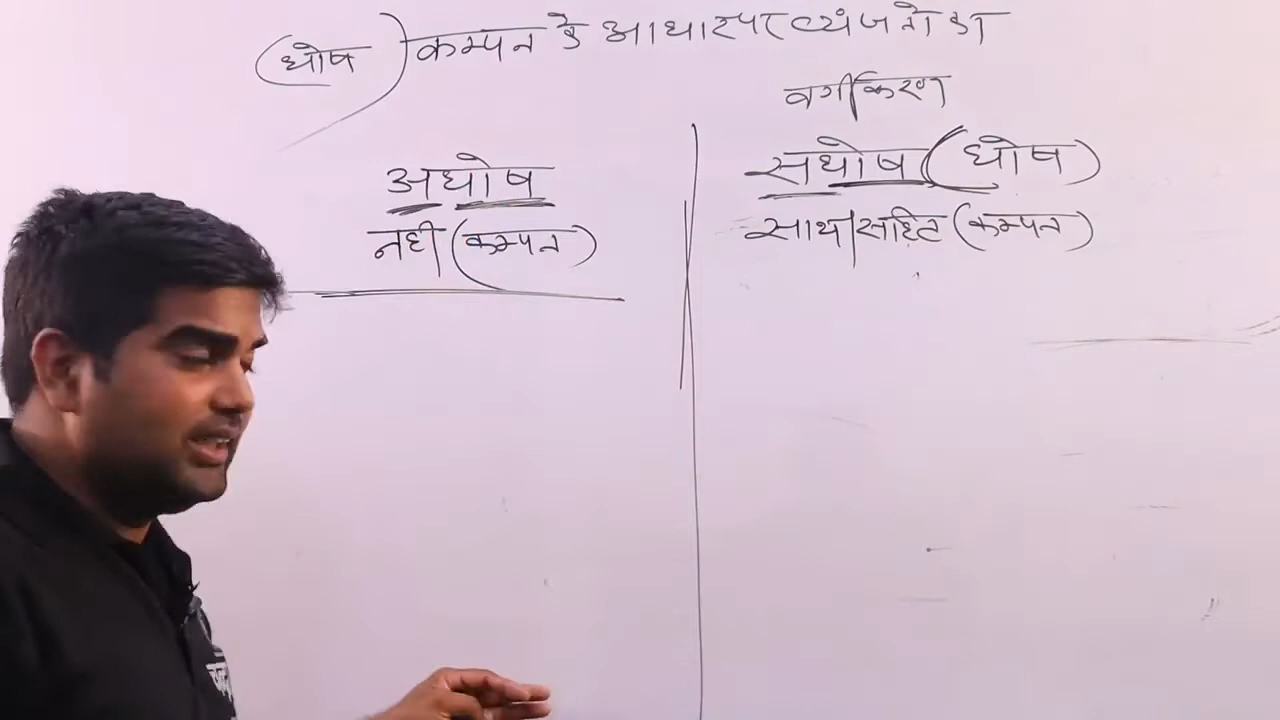 (घोष) कम्पन के आधार पर व्यंजनो का
वर्गीकरण
अघोष
नही (कम्पन)
सघोष (घोष)
साथ/सहित (कम्पन)